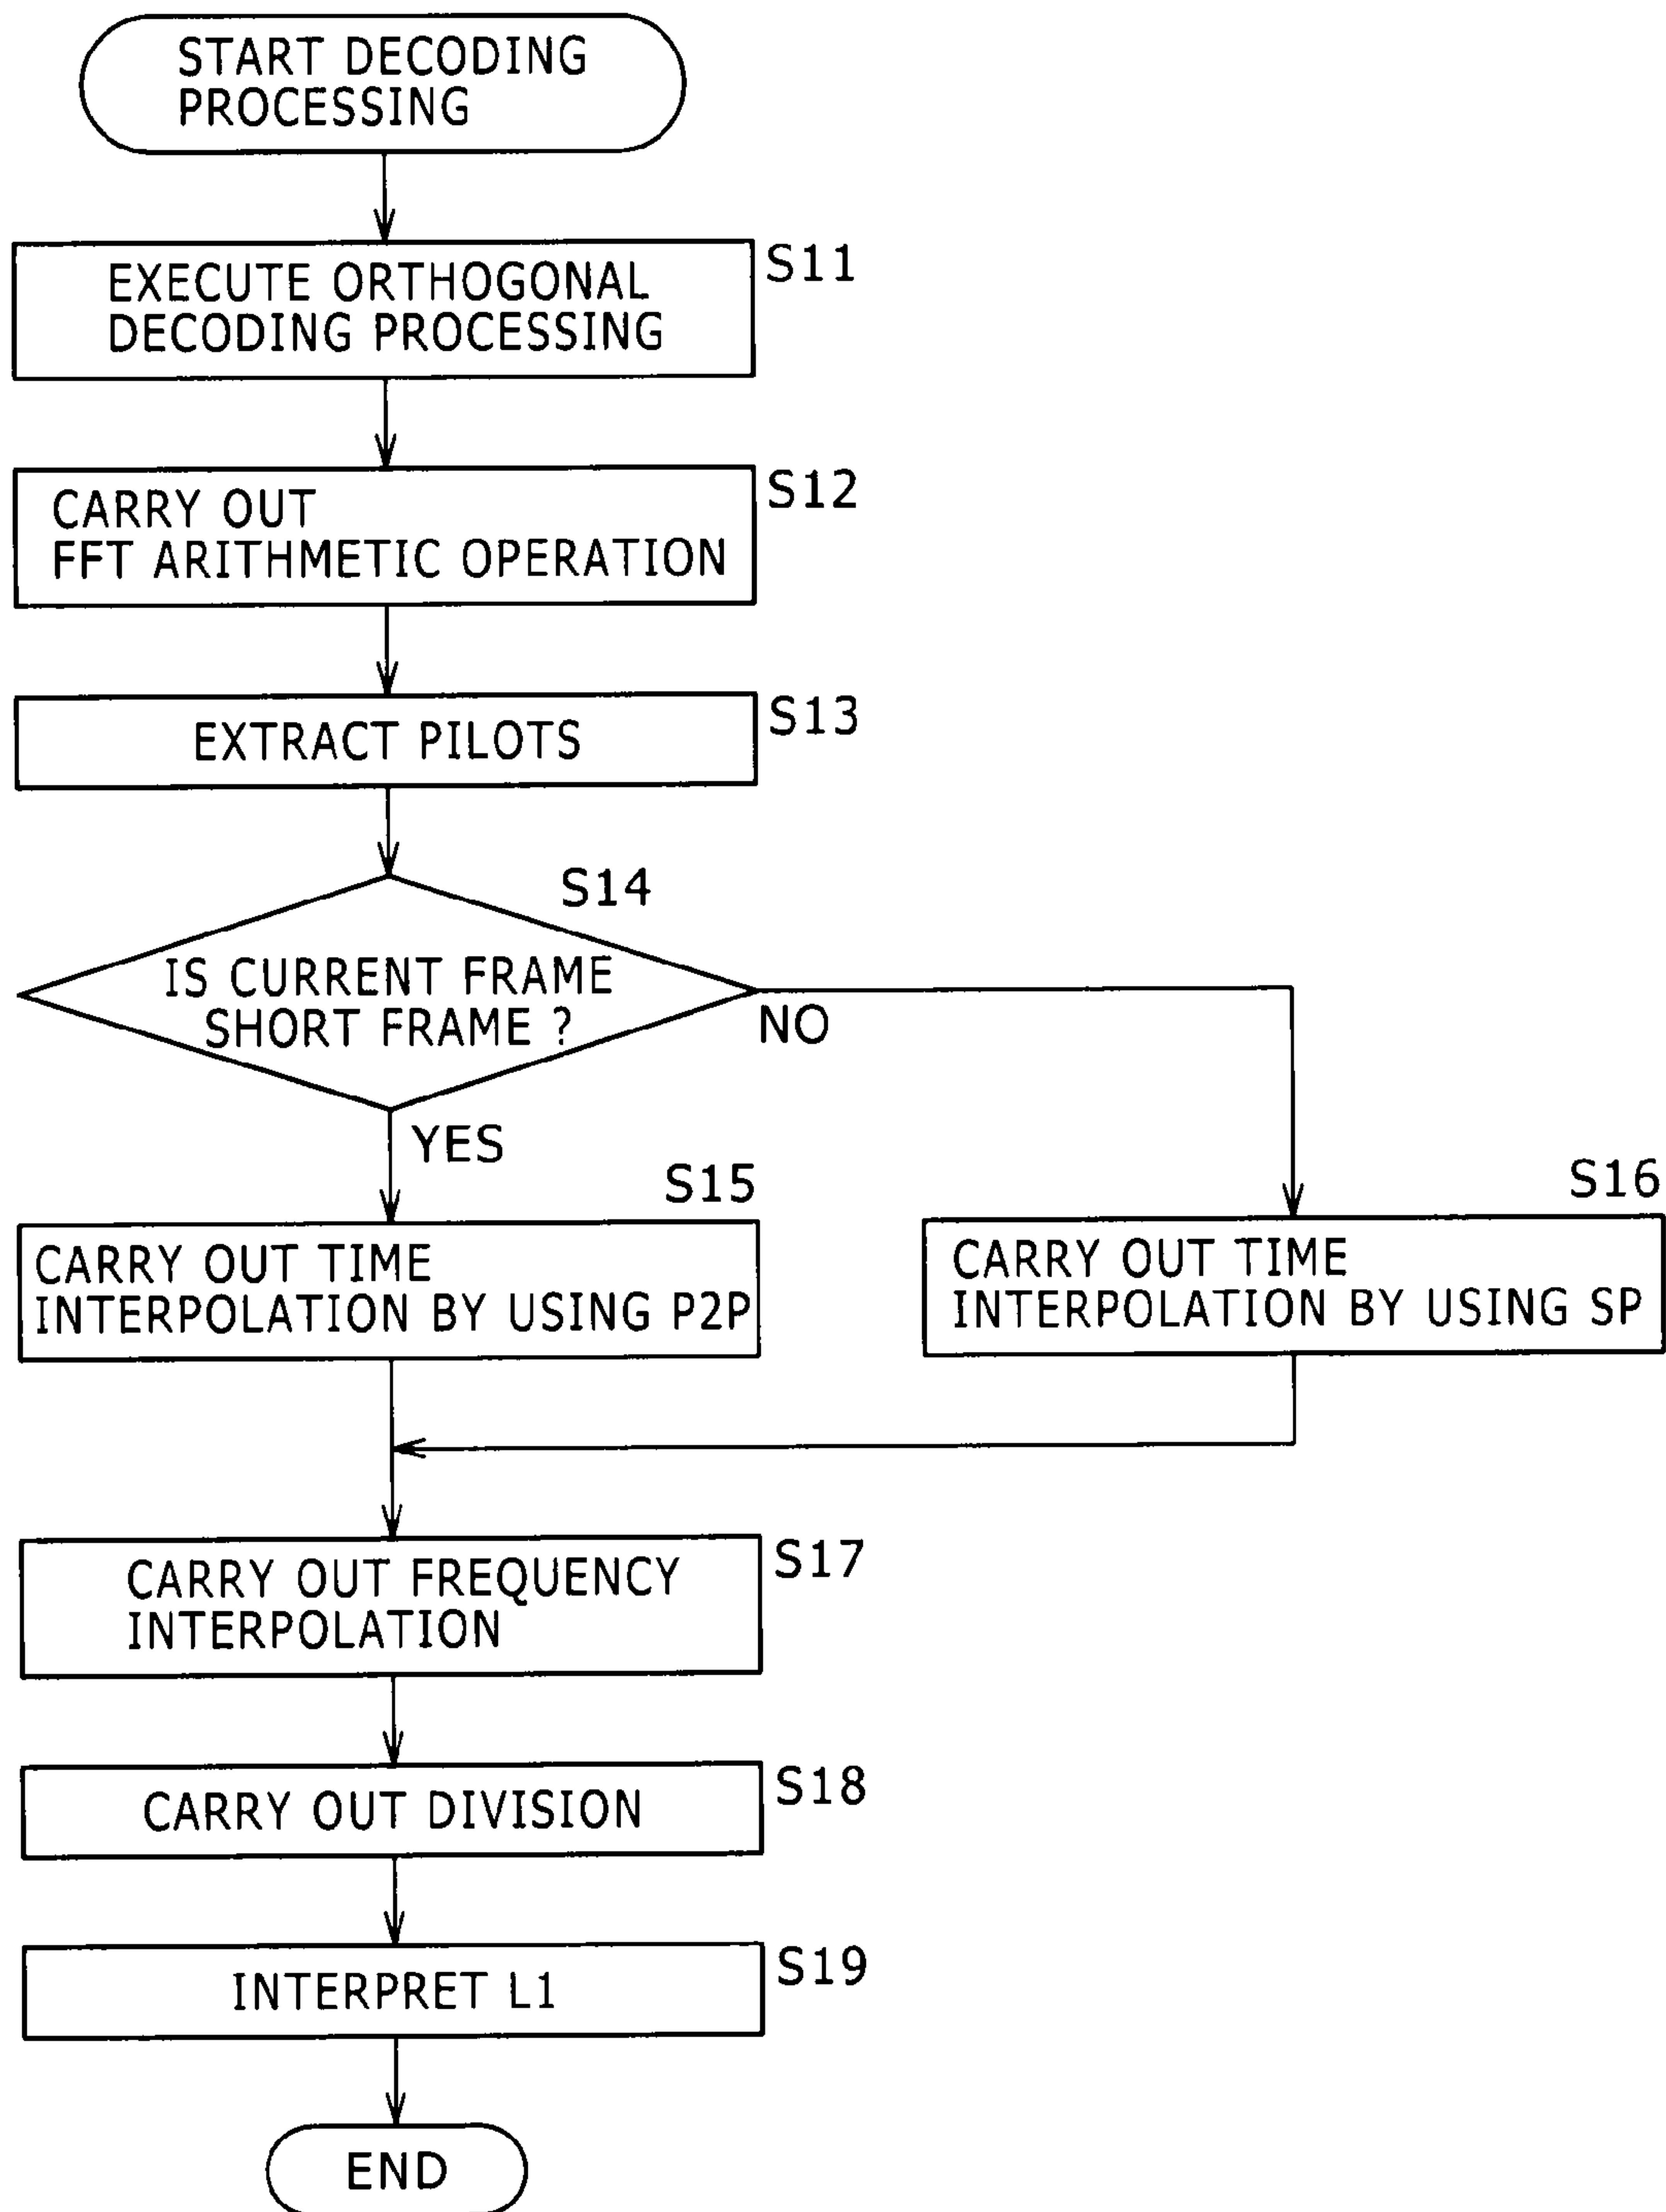 START DECODING
PROCESSING
EXECUTE ORTHOGONAL
DECODING PROCESSING
S11
CARRY OUT
FFT ARITHMETIC OPERATION
S12
EXTRACT PILOTS
S13
S14
IS CURRENT FRAME
SHORT FRAME ?
NO
YES
S15
CARRY OUT TIME
INTERPOLATION BY USING P2P
S16
CARRY OUT TIME
INTERPOLATION BY USING SP
CARRY OUT FREQUENCY
INTERPOLATION
S17
CARRY OUT DIVISION
S18
INTERPRET L1
S19
END